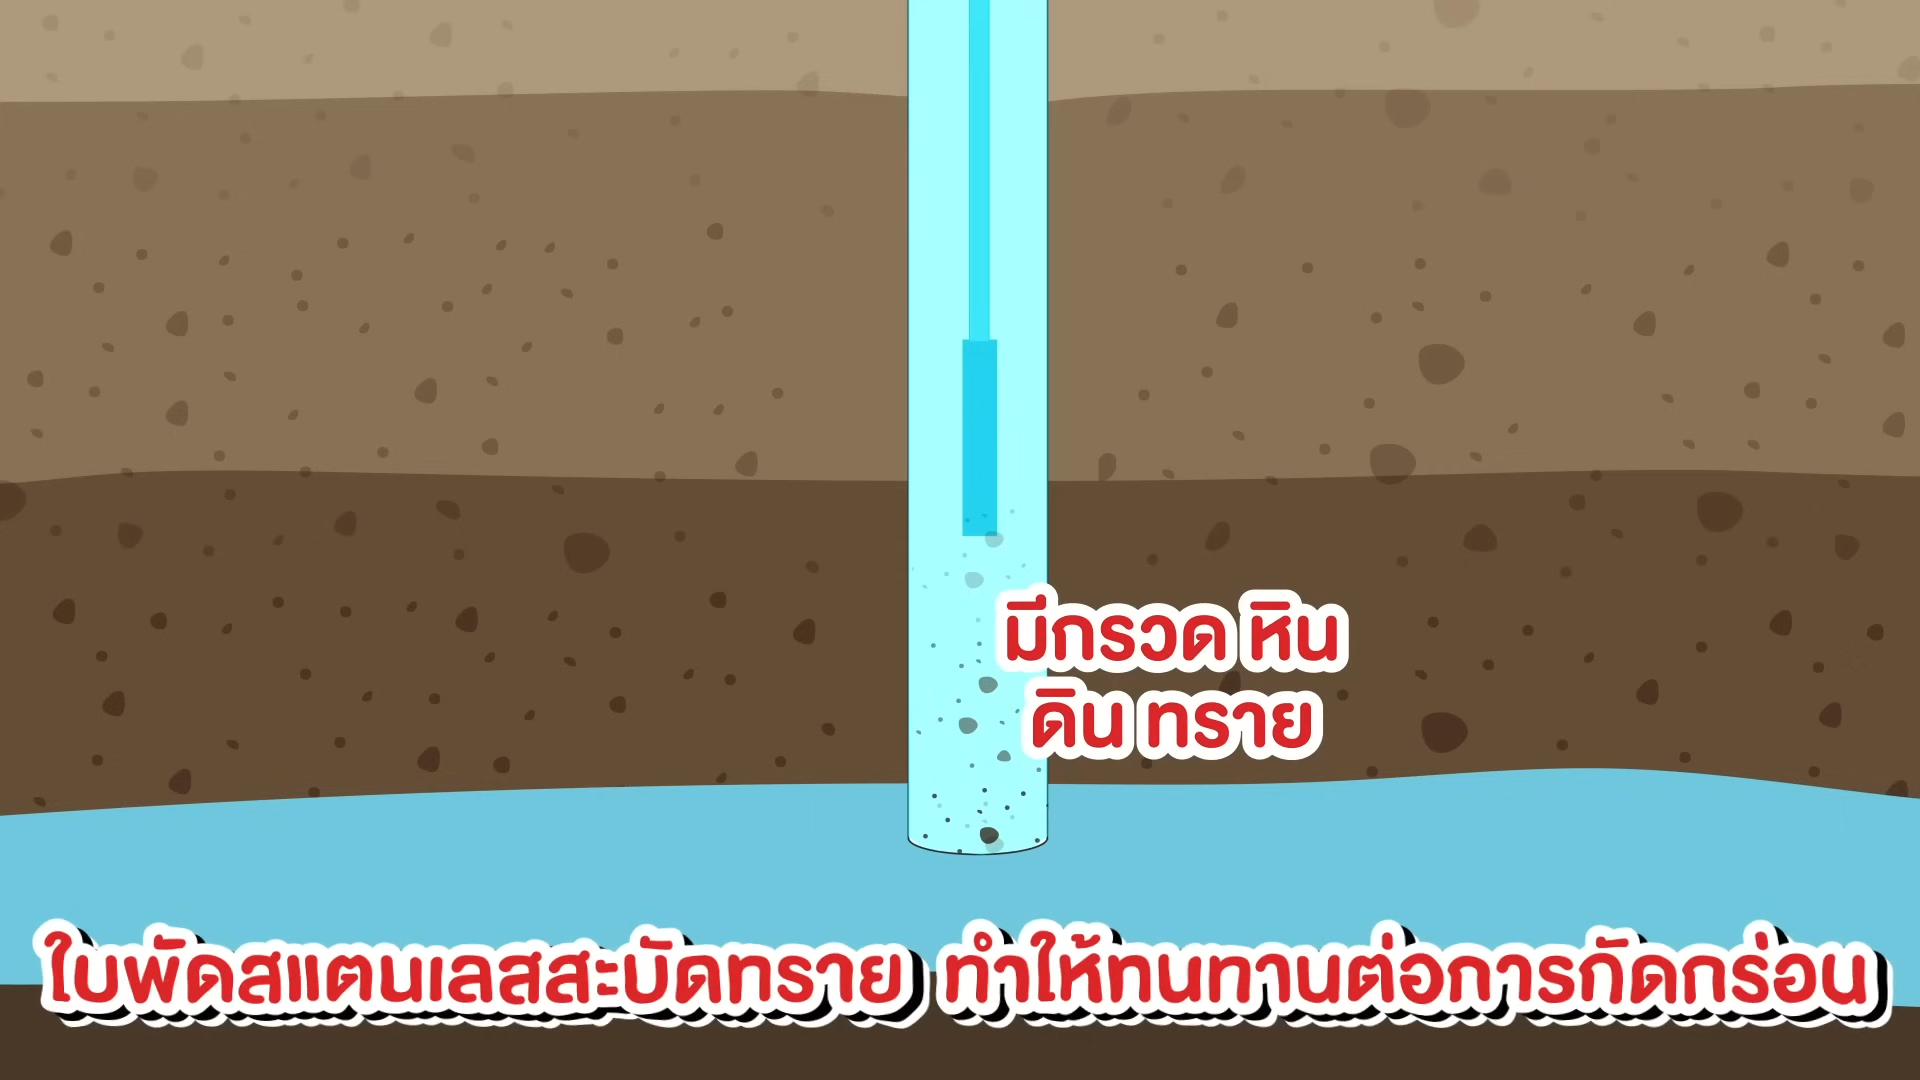 มีกรวด หิน
ดิน ทราย
ใบพัดสแตนเลสสะบัดทราย ทำให้ทนทานต่อการกัดกร่อน